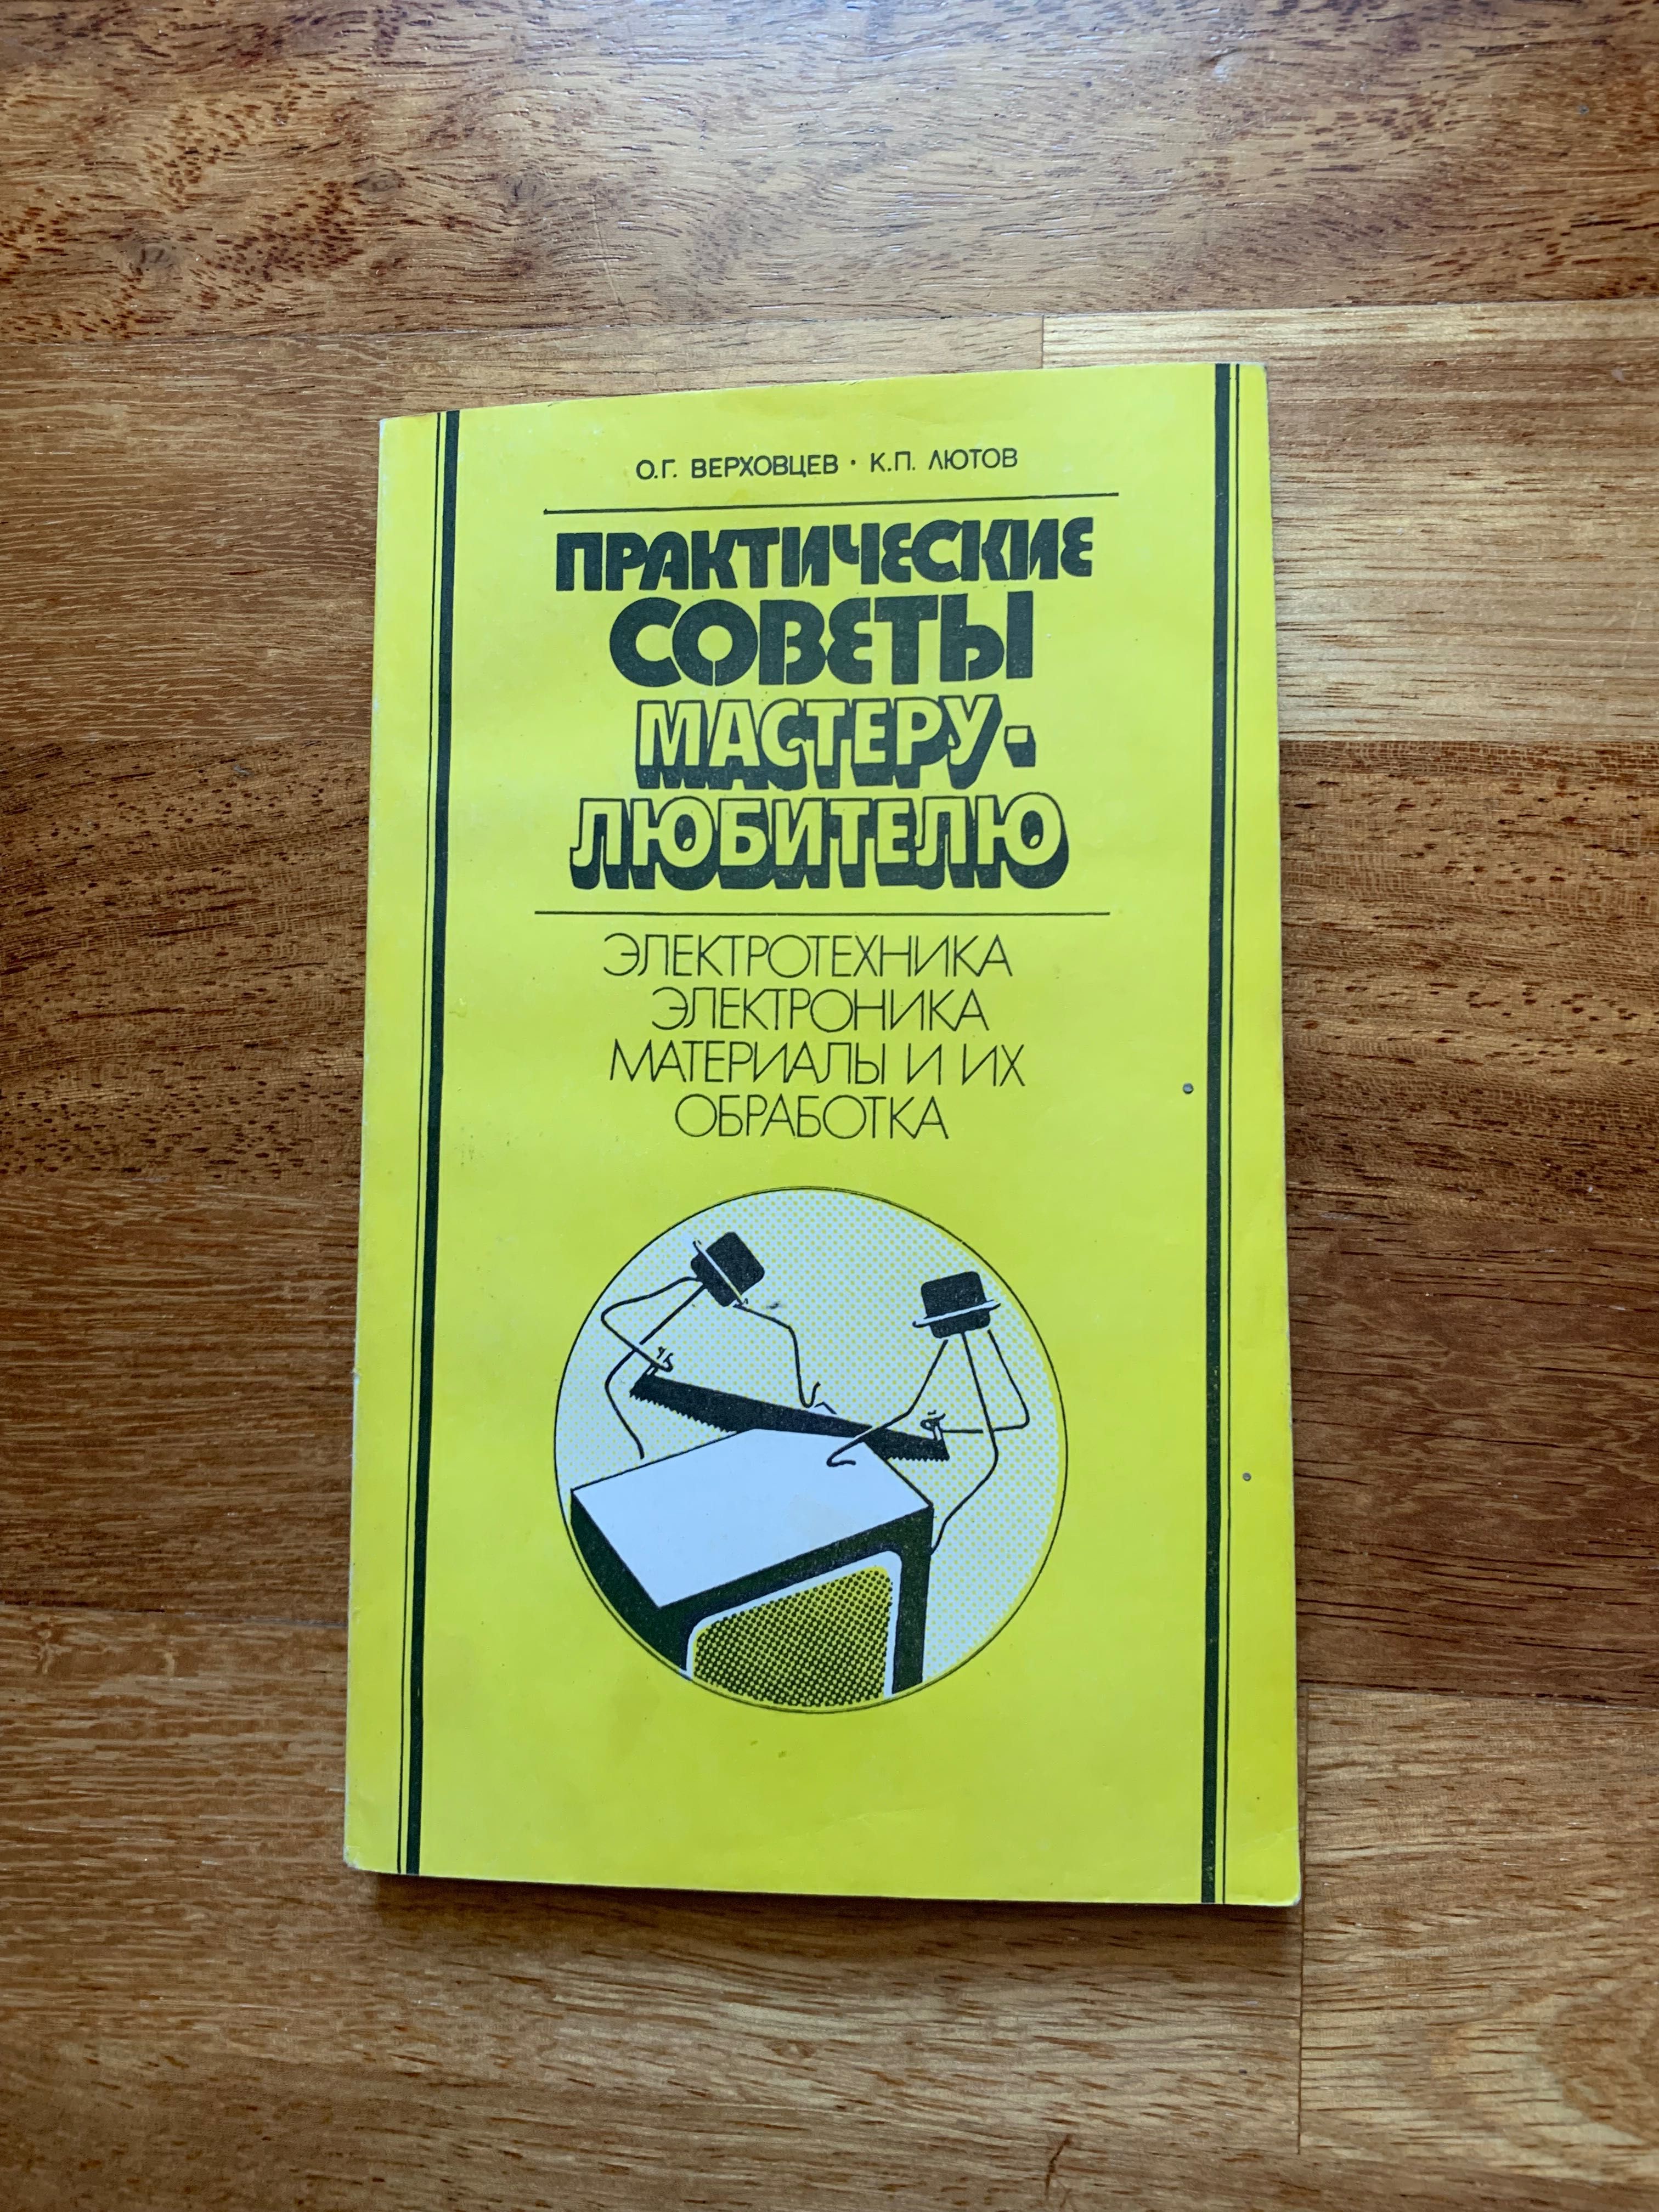 О.Г. ВЕРХОВЦЕВ · К.П. ЛЮТОВ
ПРАКТИЧЕСКИЕ
СОВЕТЫ
МАСТЕРУ-
ЛЮБИТЕЛЮ
ЭЛЕКТРОТЕХНИКА
ЭЛЕКТРОНИКА
МАТЕРИАЛЫ И ИХ
ОБРАБОТКА